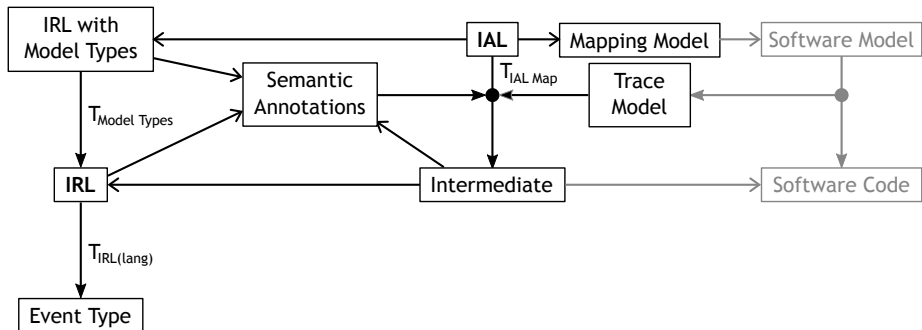 IRL with
Model Types
IAL
Mapping Model
Software Model
T_IAL Map
Semantic
Annotations
Trace
Model
T_Model Types
IRL
Intermediate
Software Code
T_IRL(lang)
Event Type